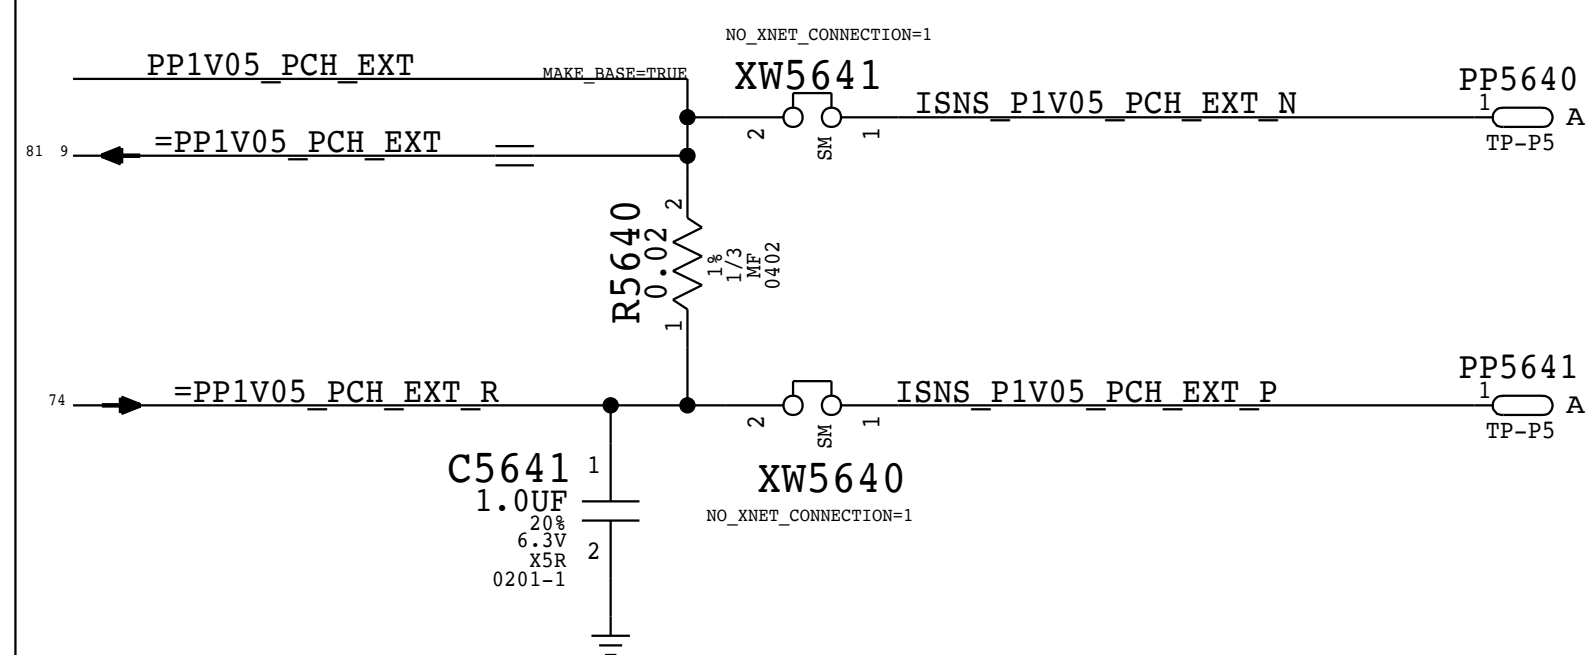 NO_XNET_CONNECTION=1
PP1V05_PCH_EXT
MAKE_BASE=TRUE
XW5641
ISNS_P1V05_PCH_EXT_N
PP5640
1
A
TP-P5
2
SM
1
81 9
=PP1V05_PCH_EXT
2
R5640
0.02
1%
1/3
MF
0402
1
74
=PP1V05_PCH_EXT_R
ISNS_P1V05_PCH_EXT_P
PP5641
1
A
TP-P5
2
SM
1
XW5640
NO_XNET_CONNECTION=1
C5641
1
1.0UF
20%
6.3V
X5R
0201-1
2